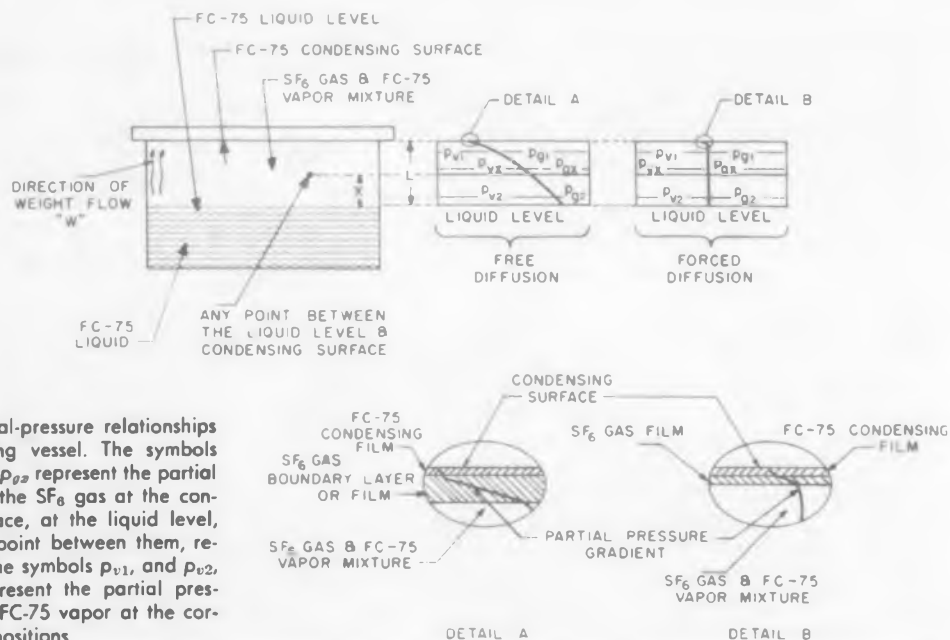 FC-75 LIQUID LEVEL
FC-75 CONDENSING SURFACE
SF6 GAS & FC-75
VAPOR MIXTURE
DETAIL A
DETAIL B
DIRECTION OF
WEIGHT FLOW
"W"
L
X
pv1
pg1
pvx
pgx
pv2
pg2
LIQUID LEVEL
FREE
DIFFUSION
pv1
pg1
pvx
pgx
pv2
pg2
LIQUID LEVEL
FORCED
DIFFUSION
FC-75
LIQUID
ANY POINT BETWEEN
THE LIQUID LEVEL &
CONDENSING SURFACE
al-pressure relationships
ng vessel. The symbols
pgx represent the partial
the SF6 gas at the con-
ace, at the liquid level,
point between them, re-
ne symbols pv1, and pv2,
resent the partial pres-
FC-75 vapor at the cor-
positions
CONDENSING
SURFACE
FC-75
CONDENSING
FILM
SF6 GAS
BOUNDARY LAYER
OR FILM
SF6 GAS & FC-75
VAPOR MIXTURE
SF6 GAS FILM
FC-75 CONDENSING
FILM
PARTIAL PRESSURE
GRADIENT
SF6 GAS & FC-75
VAPOR MIXTURE
DETAIL A
DETAIL B